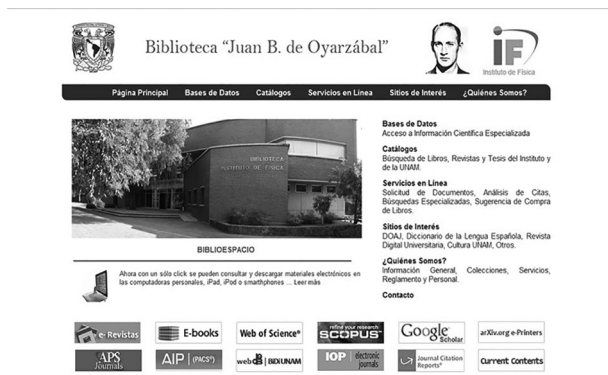 Biblioteca “Juan B. de Oyarzábal”
iF
Instituto de Física
Página Principal Bases de Datos Catálogos Servicios en Línea Sitios de Interés ¿Quiénes Somos?
BIBLIOTECA
INSTITUTO DE FISICA
BIBLIOESPACIO
Ahora con un sólo click se pueden consultar y descargar materiales electrónicos en
las computadoras personales, iPad, iPod o smarthphones ... Leer más
Bases de Datos
Acceso a Información Científica Especializada
Catálogos
Búsqueda de Libros, Revistas y Tesis del Instituto y
de la UNAM.
Servicios en Línea
Solicitud de Documentos, Análisis de Citas,
Búsquedas Especializadas, Sugerencia de Compra
de Libros.
Sitios de Interés
DOAJ, Diccionario de la Lengua Española, Revista
Digital Universitaria, Cultura UNAM, Otros.
¿Quiénes Somos?
Información General, Colecciones, Servicios,
Reglamento y Personal.
Contacto
e- Revistas E-books Web of Science® refine your research SCOPUS™ Google Scholar arXiv.org e-Printers
APS Journals AIP (PACS®) web BIDIUNAM IOP electronic journals Journal Citation Reports® Current Contents